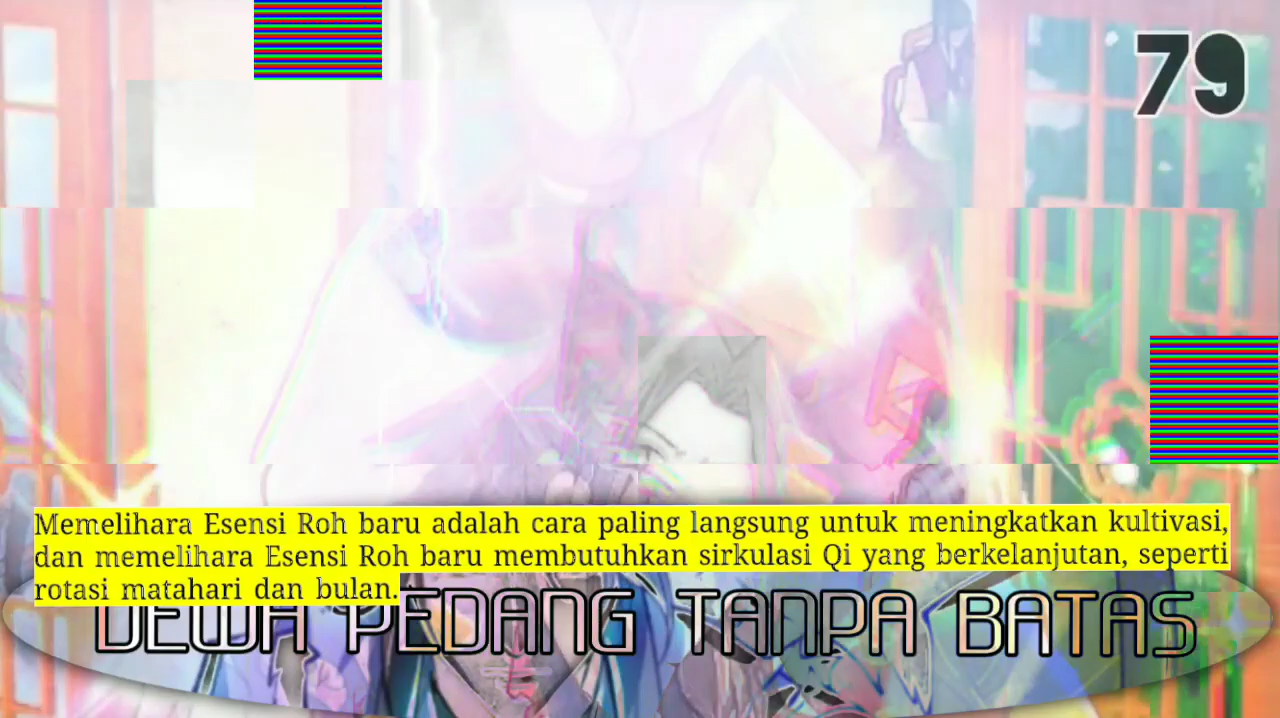 79
Memelihara Esensi Roh baru adalah cara paling langsung untuk meningkatkan kultivasi,
dan memelihara Esensi Roh baru membutuhkan sirkulasi Qi yang berkelanjutan, seperti
rotasi matahari dan bulan.
DEWA PEDANG TANPA BATAS